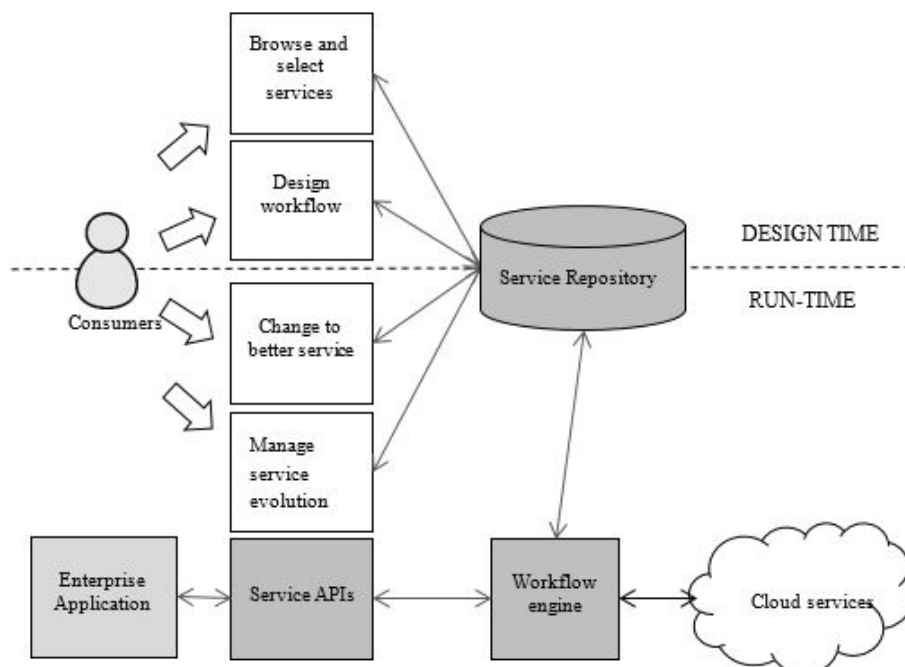 Browse and
select
services
Design
workflow
DESIGN TIME
Service Repository
RUN-TIME
Consumers
Change to
better service
Manage
service
evolution
Enterprise
Application
Service APIs
Workflow
engine
Cloud services